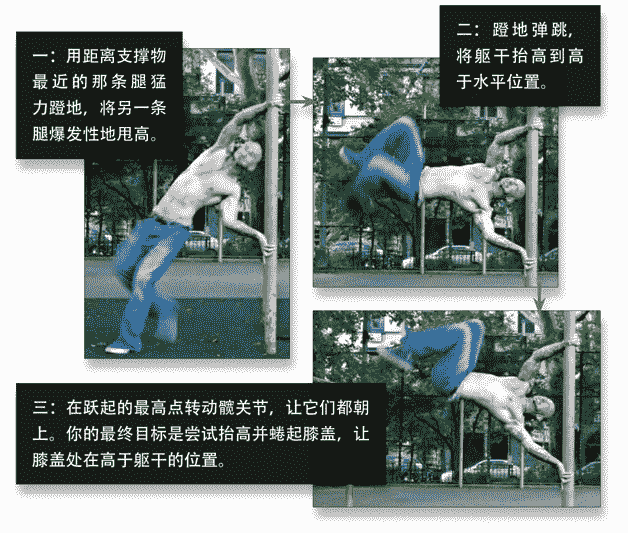 一：用距离支撑物
最近的那条腿猛
力蹬地，将另一条
腿爆发性地甩高。
二：蹬地弹跳，
将躯干抬高到高
于水平位置。
三：在跃起的最高点转动髋关节，让它们都朝
上。你的最终目标是尝试抬高并蜷起膝盖，让
膝盖处在高于躯干的位置。